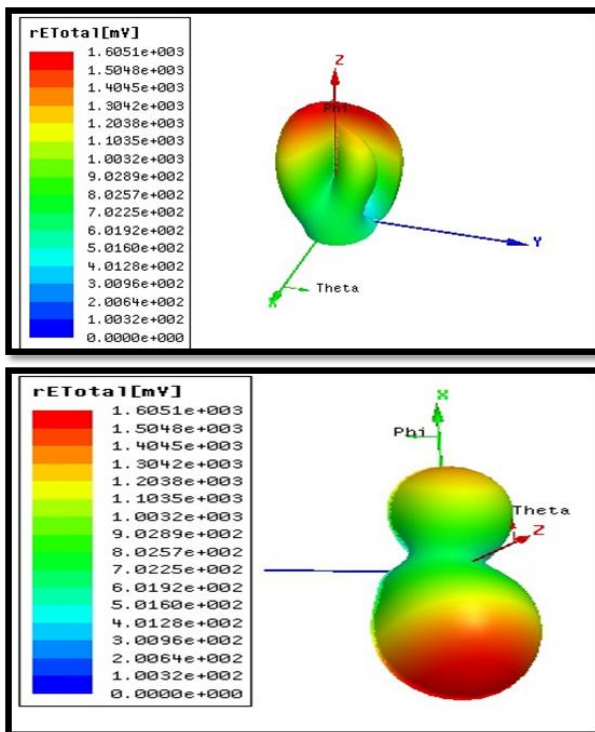 rETotal[mV]
1.6051e+003
1.5048e+003
1.4045e+003
1.3042e+003
1.2038e+003
1.1035e+003
1.0032e+003
9.0289e+002
8.0257e+002
7.0225e+002
6.0192e+002
5.0160e+002
4.0128e+002
3.0096e+002
2.0064e+002
1.0032e+002
0.0000e+000
Z
Phi
Y
X
Theta
rETotal[mV]
1.6051e+003
1.5048e+003
1.4045e+003
1.3042e+003
1.2038e+003
1.1035e+003
1.0032e+003
9.0289e+002
8.0257e+002
7.0225e+002
6.0192e+002
5.0160e+002
4.0128e+002
3.0096e+002
2.0064e+002
1.0032e+002
0.0000e+000
X
Phi
Theta
Z